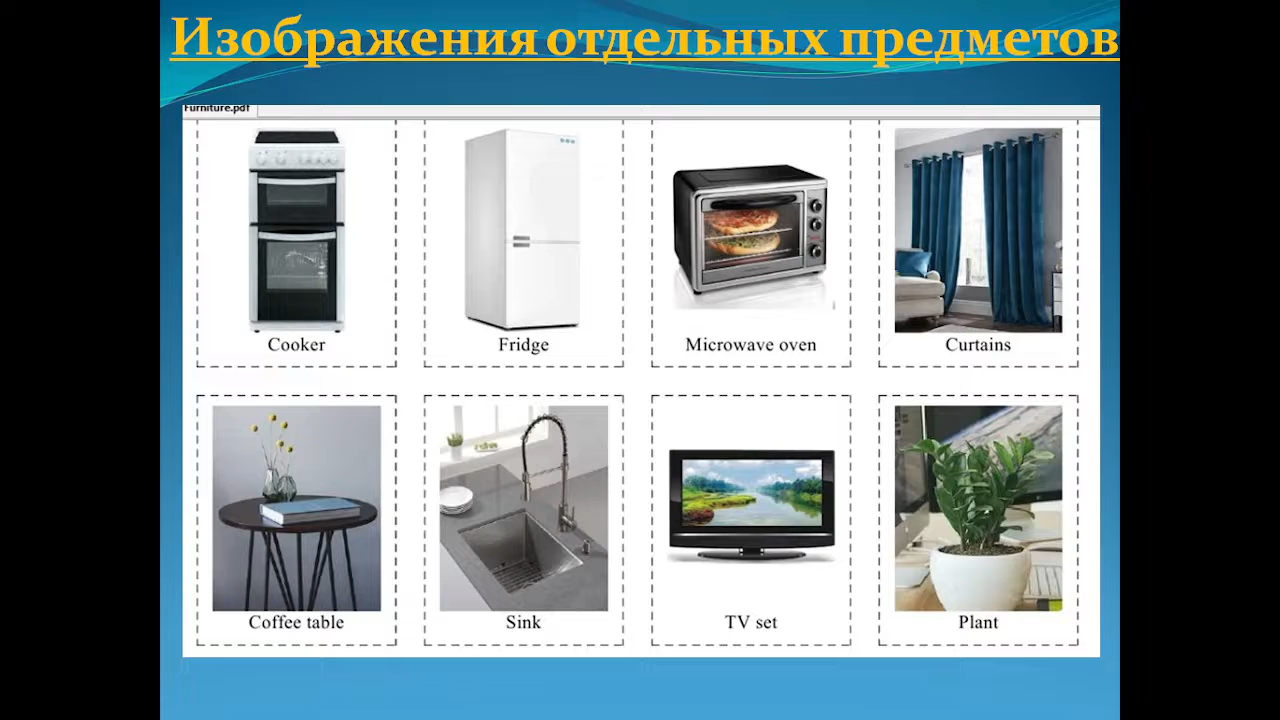 Изображения отдельных предметов
Furniture.pdf
Cooker
Fridge
Microwave oven
Curtains
Coffee table
Sink
TV set
Plant